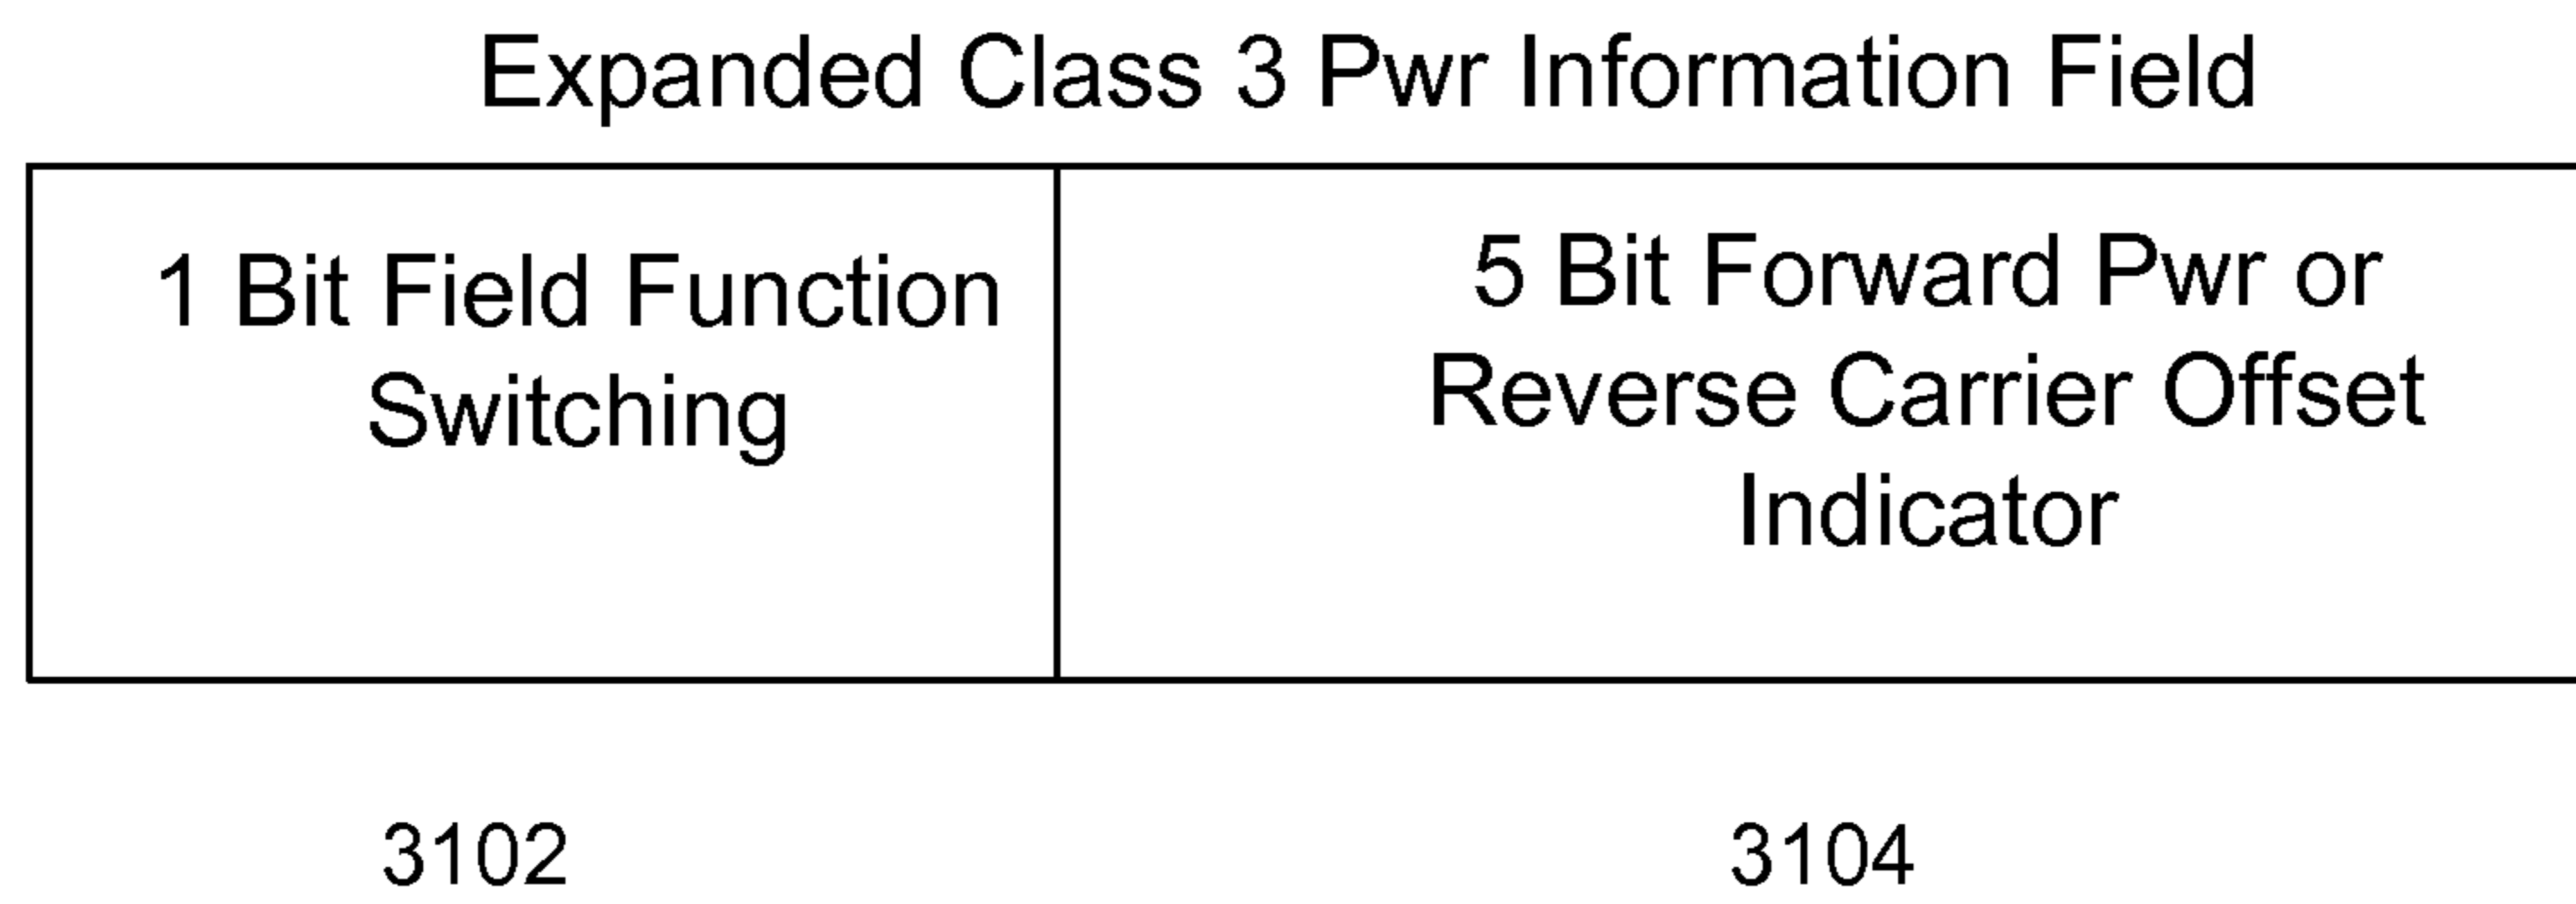 Expanded Class 3 Pwr Information Field
1 Bit Field Function
Switching
5 Bit Forward Pwr or
Reverse Carrier Offset
Indicator
3102
3104